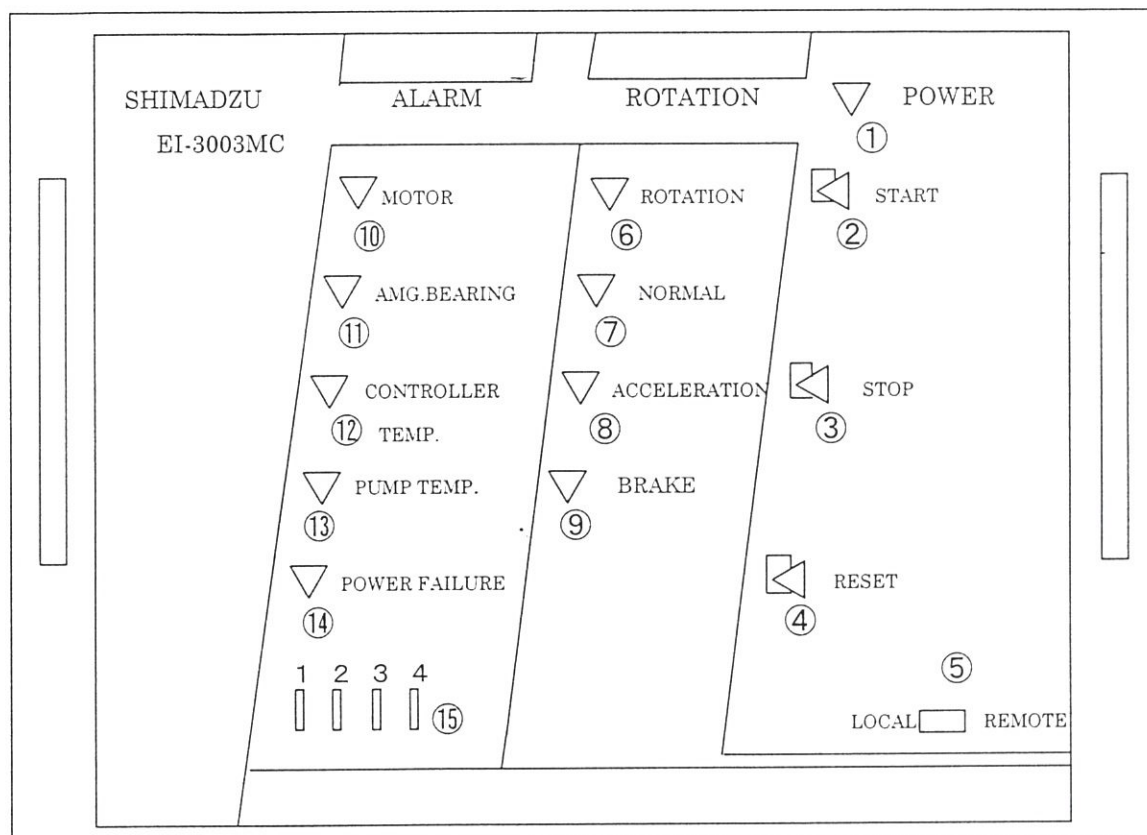 SHIMADZU
EI-3003MC
ALARM
ROTATION
POWER
①
MOTOR
⑩
AMG.BEARING
⑪
CONTROLLER
TEMP.
⑫
PUMP TEMP.
⑬
POWER FAILURE
⑭
1 2 3 4
⑮
ROTATION
⑥
NORMAL
⑦
ACCELERATION
⑧
BRAKE
⑨
START
②
STOP
③
RESET
④
⑤
LOCAL REMOTE